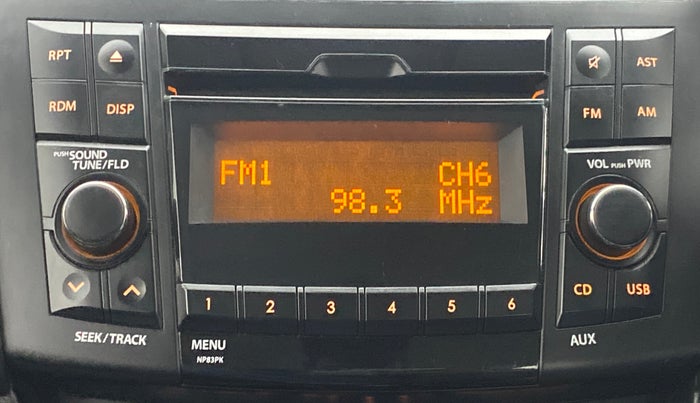 RPT
RDM
DISP
PUSH SOUND
TUNE/FLD
SEEK/TRACK
FM1 CH6
98.3 MHz
1 2 3 4 5 6
MENU
NP83PK
AST
FM
AM
VOL PUSH PWR
CD
USB
AUX